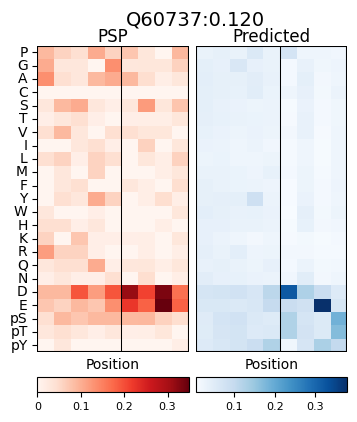 Q60737:0.120
PSP Predicted
P
G
A
C
S
T
V
I
L
M
F
Y
W
H
K
R
Q
N
D
E
pS
pT
pY
Position Position
0 0.1 0.2 0.3 0.1 0.2 0.3